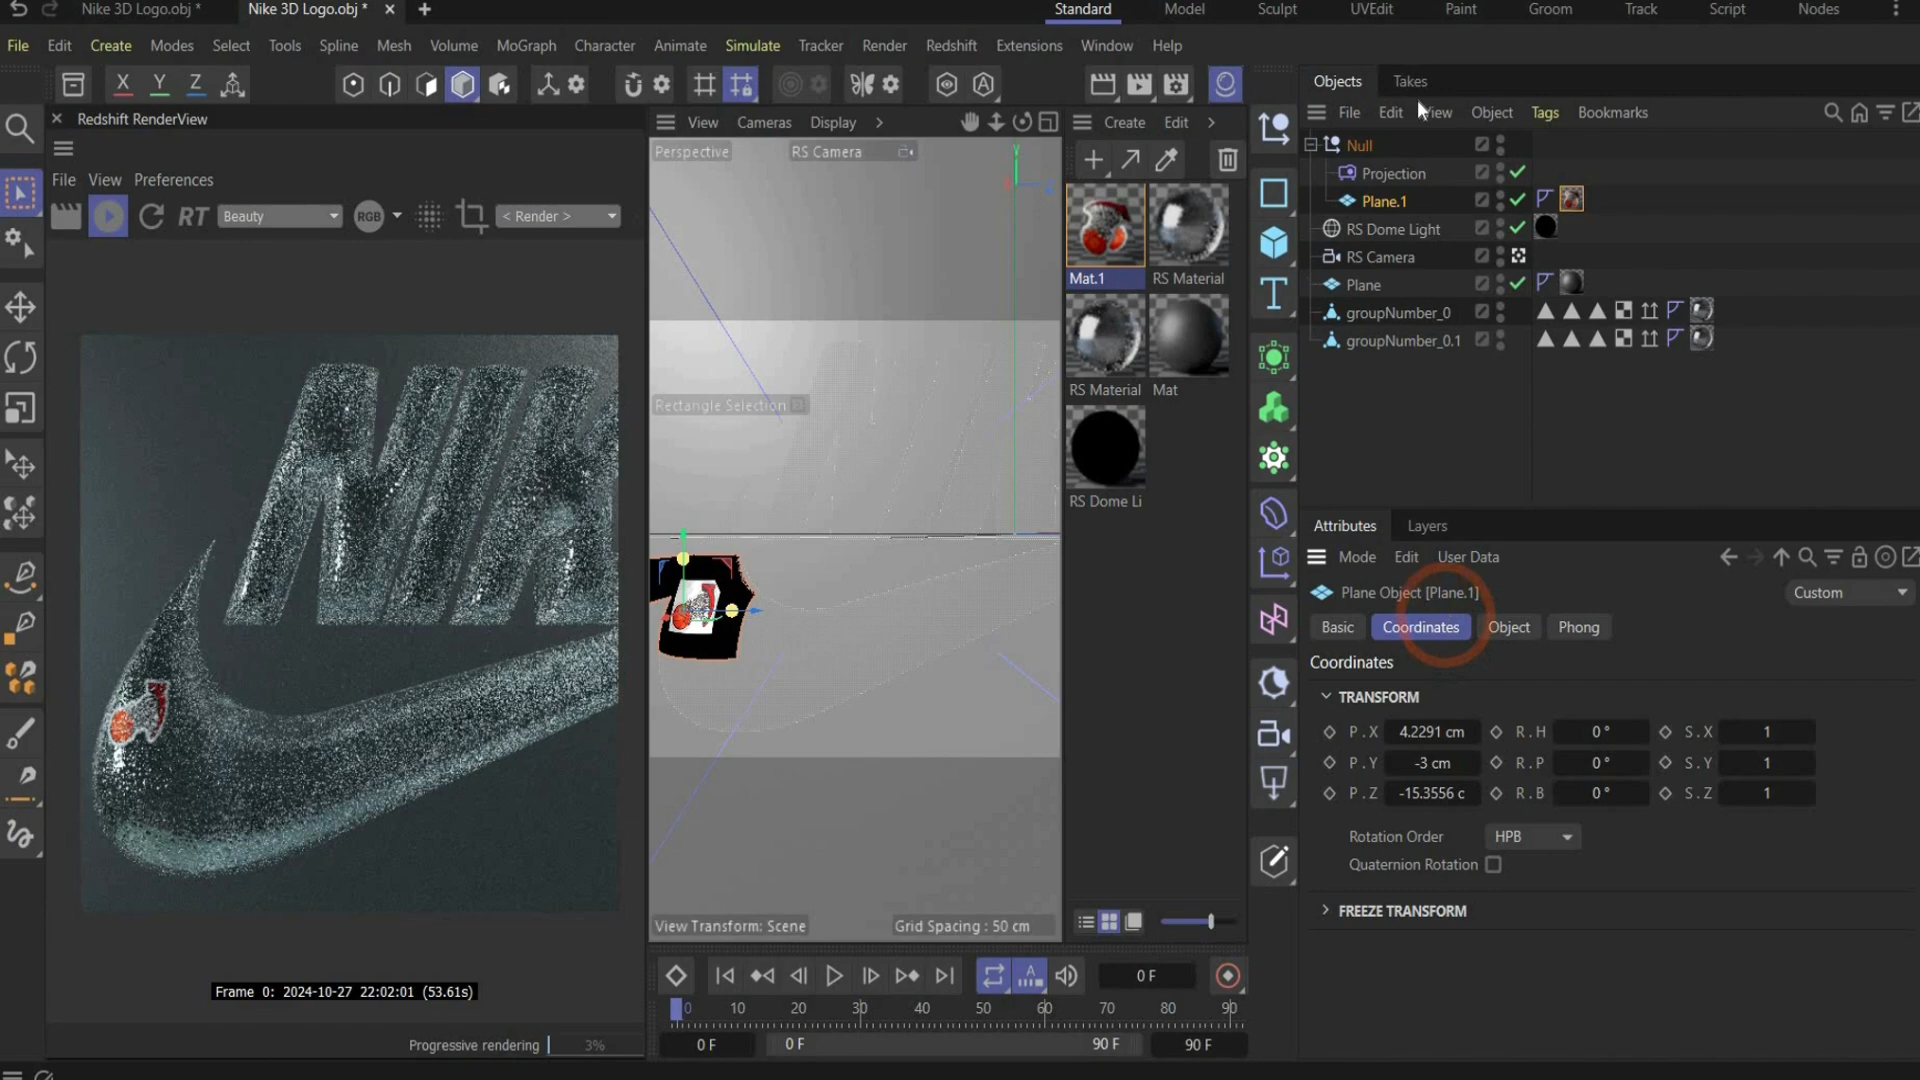 Nike 3D Logo.obj *
Nike 3D Logo.obj *
Standard
Model
Sculpt
UVEdit
Paint
Groom
Track
Script
Nodes
File
Edit
Create
Modes
Select
Tools
Spline
Mesh
Volume
MoGraph
Character
Animate
Simulate
Tracker
Render
Redshift
Extensions
Window
Help
X
Y
Z
Redshift RenderView
File
View
Preferences
RT
Beauty
RGB
< Render >
Frame 0: 2024-10-27 22:02:01 (53.61s)
Progressive rendering
3%
View
Cameras
Display
Perspective
RS Camera
Rectangle Selection
View Transform: Scene
Grid Spacing : 50 cm
Create
Edit
Mat.1
RS Material
RS Material
Mat
RS Dome Li
0 F
0
10
20
30
40
50
60
70
80
90
0 F
0 F
90 F
90 F
Objects
Takes
File
Edit
View
Object
Tags
Bookmarks
Null
Projection
Plane.1
RS Dome Light
RS Camera
Plane
groupNumber_0
groupNumber_0.1
Attributes
Layers
Mode
Edit
User Data
Plane Object [Plane.1]
Custom
Basic
Coordinates
Object
Phong
Coordinates
TRANSFORM
P . X 4.2291 cm R . H 0 ° S . X 1
P . Y -3 cm R . P 0 ° S . Y 1
P . Z -15.3556 c R . B 0 ° S . Z 1
Rotation Order HPB
Quaternion Rotation
FREEZE TRANSFORM